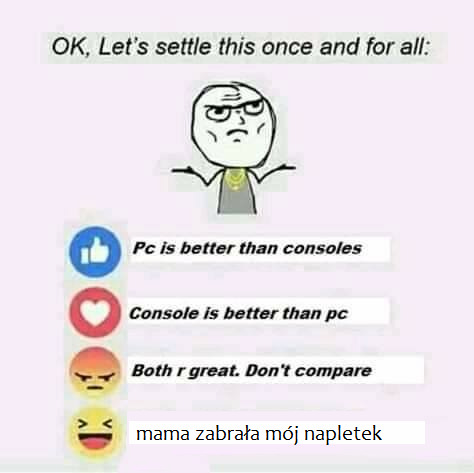 OK, Let's settle this once and for all:
Pc is better than consoles
Console is better than pc
Both r great. Don't compare
mama zabrała mój napletek